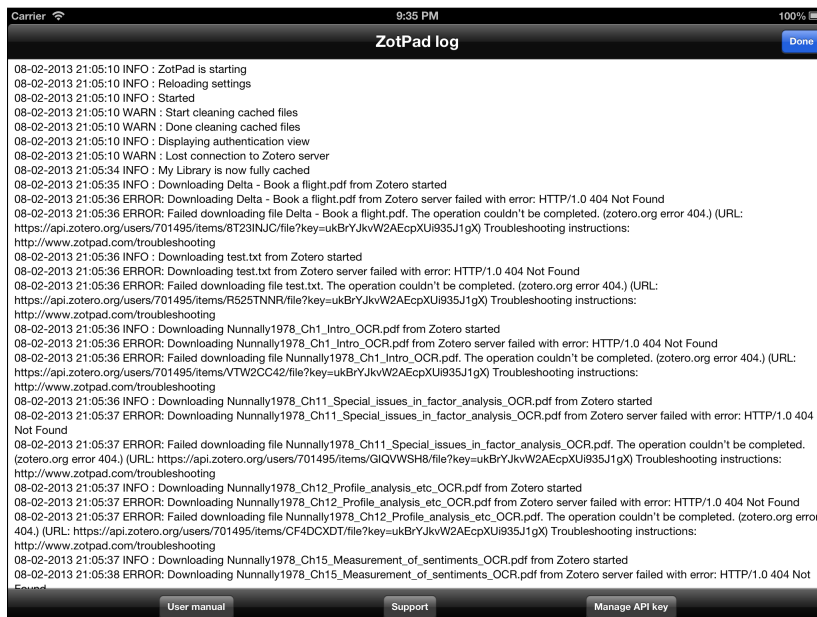 Carrier 9:35 PM 100%
ZotPad log
Done
08-02-2013 21:05:10 INFO : ZotPad is starting
08-02-2013 21:05:10 INFO : Reloading settings
08-02-2013 21:05:10 INFO : Started
08-02-2013 21:05:10 WARN : Start cleaning cached files
08-02-2013 21:05:10 WARN : Done cleaning cached files
08-02-2013 21:05:10 INFO : Displaying authentication view
08-02-2013 21:05:10 WARN : Lost connection to Zotero server
08-02-2013 21:05:34 INFO : My Library is now fully cached
08-02-2013 21:05:35 INFO : Downloading Delta - Book a flight.pdf from Zotero started
08-02-2013 21:05:36 ERROR: Downloading Delta - Book a flight.pdf from Zotero server failed with error: HTTP/1.0 404 Not Found
08-02-2013 21:05:36 ERROR: Failed downloading file Delta - Book a flight.pdf. The operation couldn't be completed. (zotero.org error 404.) (URL:
https://api.zotero.org/users/701495/items/8T23INJC/file?key=ukBrYJkvW2AEcpXUi935J1gX) Troubleshooting instructions:
http://www.zotpad.com/troubleshooting
08-02-2013 21:05:36 INFO : Downloading test.txt from Zotero started
08-02-2013 21:05:36 ERROR: Downloading test.txt from Zotero server failed with error: HTTP/1.0 404 Not Found
08-02-2013 21:05:36 ERROR: Failed downloading file test.txt. The operation couldn't be completed. (zotero.org error 404.) (URL:
https://api.zotero.org/users/701495/items/R525TNNR/file?key=ukBrYJkvW2AEcpXUi935J1gX) Troubleshooting instructions:
http://www.zotpad.com/troubleshooting
08-02-2013 21:05:36 INFO : Downloading Nunnally1978_Ch1_Intro_OCR.pdf from Zotero started
08-02-2013 21:05:36 ERROR: Downloading Nunnally1978_Ch1_Intro_OCR.pdf from Zotero server failed with error: HTTP/1.0 404 Not Found
08-02-2013 21:05:36 ERROR: Failed downloading file Nunnally1978_Ch1_Intro_OCR.pdf. The operation couldn't be completed. (zotero.org error 404.) (URL:
https://api.zotero.org/users/701495/items/VTW2CC42/file?key=ukBrYJkvW2AEcpXUi935J1gX) Troubleshooting instructions:
http://www.zotpad.com/troubleshooting
08-02-2013 21:05:36 INFO : Downloading Nunnally1978_Ch11_Special_issues_in_factor_analysis_OCR.pdf from Zotero started
08-02-2013 21:05:37 ERROR: Downloading Nunnally1978_Ch11_Special_issues_in_factor_analysis_OCR.pdf from Zotero server failed with error: HTTP/1.0 404
Not Found
08-02-2013 21:05:37 ERROR: Failed downloading file Nunnally1978_Ch11_Special_issues_in_factor_analysis_OCR.pdf. The operation couldn't be completed.
(zotero.org error 404.) (URL: https://api.zotero.org/users/701495/items/GIQVWSH8/file?key=ukBrYJkvW2AEcpXUi935J1gX) Troubleshooting instructions:
http://www.zotpad.com/troubleshooting
08-02-2013 21:05:37 INFO : Downloading Nunnally1978_Ch12_Profile_analysis_etc_OCR.pdf from Zotero started
08-02-2013 21:05:37 ERROR: Downloading Nunnally1978_Ch12_Profile_analysis_etc_OCR.pdf from Zotero server failed with error: HTTP/1.0 404 Not Found
08-02-2013 21:05:37 ERROR: Failed downloading file Nunnally1978_Ch12_Profile_analysis_etc_OCR.pdf. The operation couldn't be completed. (zotero.org error
404.) (URL: https://api.zotero.org/users/701495/items/CF4DCXDT/file?key=ukBrYJkvW2AEcpXUi935J1gX) Troubleshooting instructions:
http://www.zotpad.com/troubleshooting
08-02-2013 21:05:37 INFO : Downloading Nunnally1978_Ch15_Measurement_of_sentiments_OCR.pdf from Zotero started
08-02-2013 21:05:38 ERROR: Downloading Nunnally1978_Ch15_Measurement_of_sentiments_OCR.pdf from Zotero server failed with error: HTTP/1.0 404 Not
Found
User manual Support Manage API key